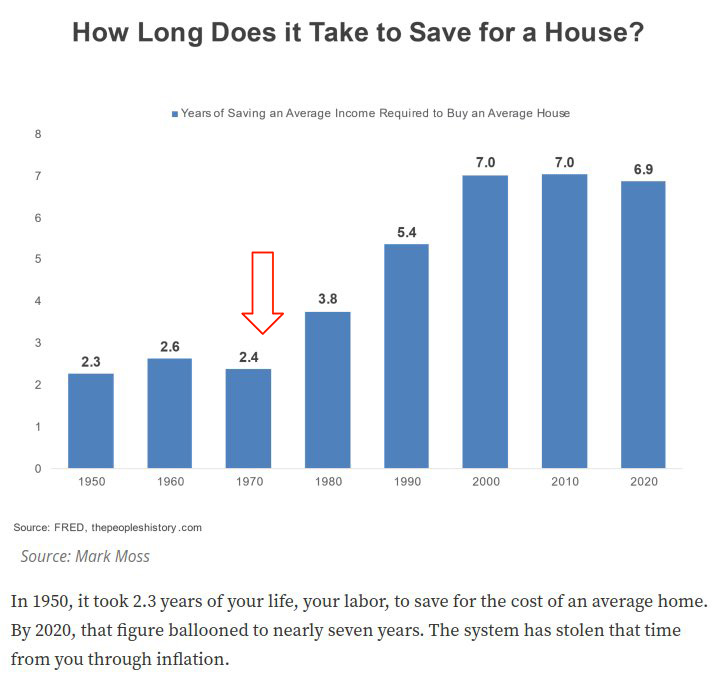 How Long Does it Take to Save for a House?
Years of Saving an Average Income Required to Buy an Average House
8
7
6
5
4
3
2
1
0
2.3
2.6
2.4
3.8
5.4
7.0
7.0
6.9
1950 1960 1970 1980 1990 2000 2010 2020
Source: FRED, thepeopleshistory.com
Source: Mark Moss
In 1950, it took 2.3 years of your life, your labor, to save for the cost of an average home.
By 2020, that figure ballooned to nearly seven years. The system has stolen that time
from you through inflation.